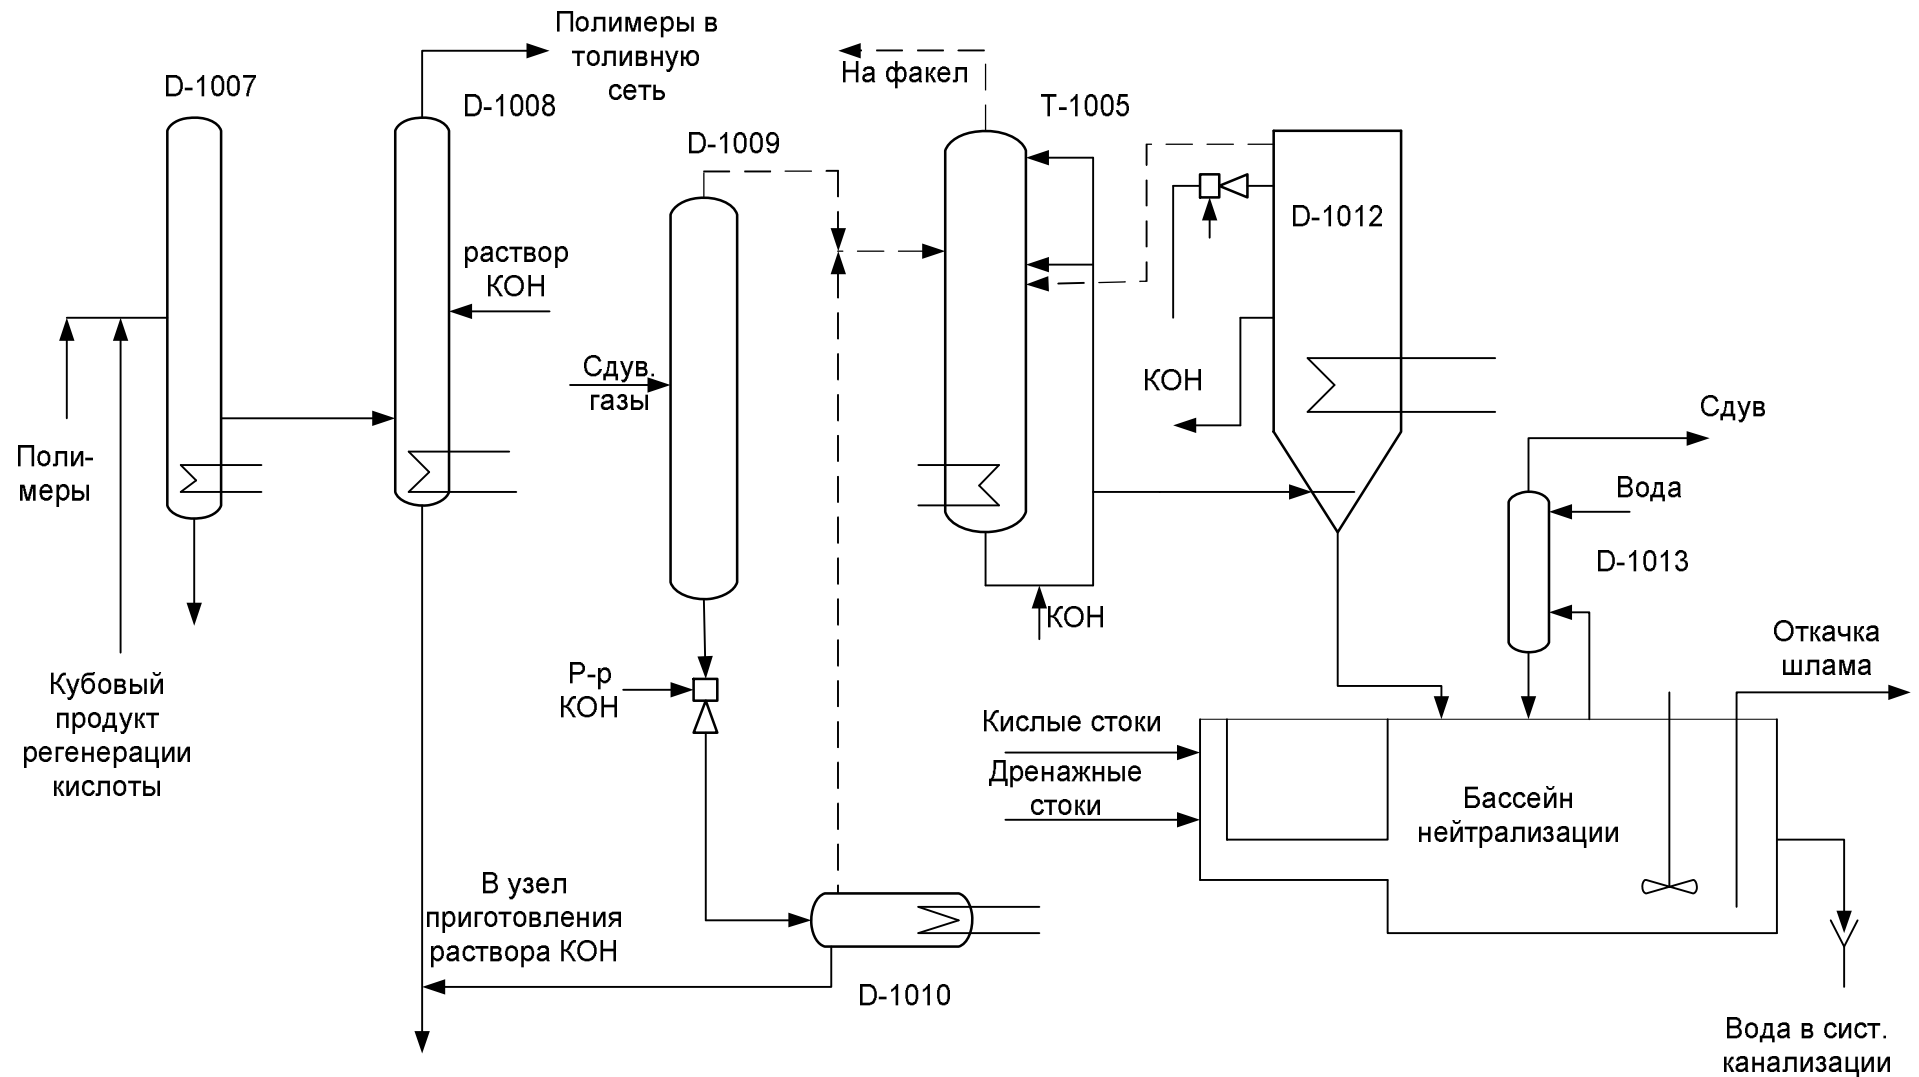 Полимеры в
топливную
сеть
D-1007
D-1008
На факел
T-1005
D-1009
D-1012
раствор
КОН
Сдув.
газы
КОН
Сдув
Поли-
меры
Вода
D-1013
КОН
Откачка
шлама
Кубовый
продукт
регенерации
кислоты
Р-р
КОН
Кислые стоки
Дренажные
стоки
Бассейн
нейтрализации
В узел
приготовления
раствора КОН
D-1010
Вода в сист.
канализации